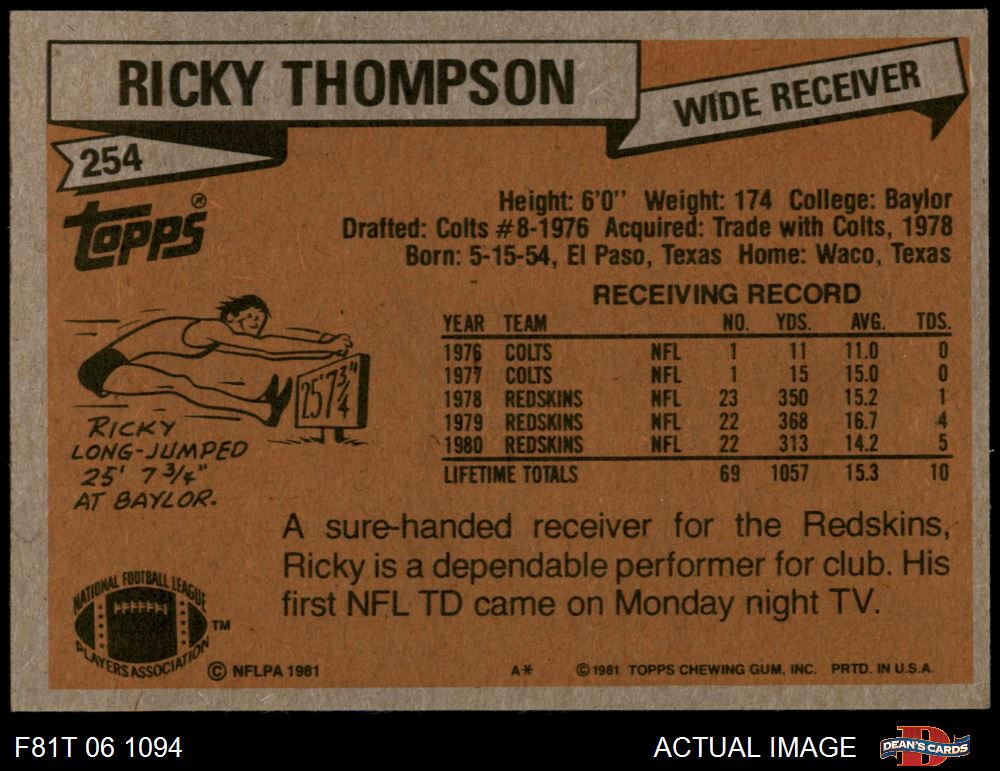 RICKY THOMPSON
WIDE RECEIVER
254
TOPPS®
Height: 6'0" Weight: 174 College: Baylor
Drafted: Colts #8-1976 Acquired: Trade with Colts, 1978
Born: 5-15-54, El Paso, Texas Home: Waco, Texas
RECEIVING RECORD
YEAR TEAM NO. YDS. AVG. TDS.
1976 COLTS NFL 1 11 11.0 0
1977 COLTS NFL 1 15 15.0 0
1978 REDSKINS NFL 23 350 15.2 1
1979 REDSKINS NFL 22 368 16.7 4
1980 REDSKINS NFL 22 313 14.2 5
LIFETIME TOTALS 69 1057 15.3 10
25'7¾"
RICKY
LONG-JUMPED
25' 7 3/4"
AT BAYLOR.
A sure-handed receiver for the Redskins,
Ricky is a dependable performer for club. His
first NFL TD came on Monday night TV.
NATIONAL FOOTBALL LEAGUE
PLAYERS ASSOCIATION
TM
© NFLPA 1981 A* © 1981 TOPPS CHEWING GUM, INC. PRTD. IN U.S.A.
F81T 06 1094
ACTUAL IMAGE
DEAN'S CARDS